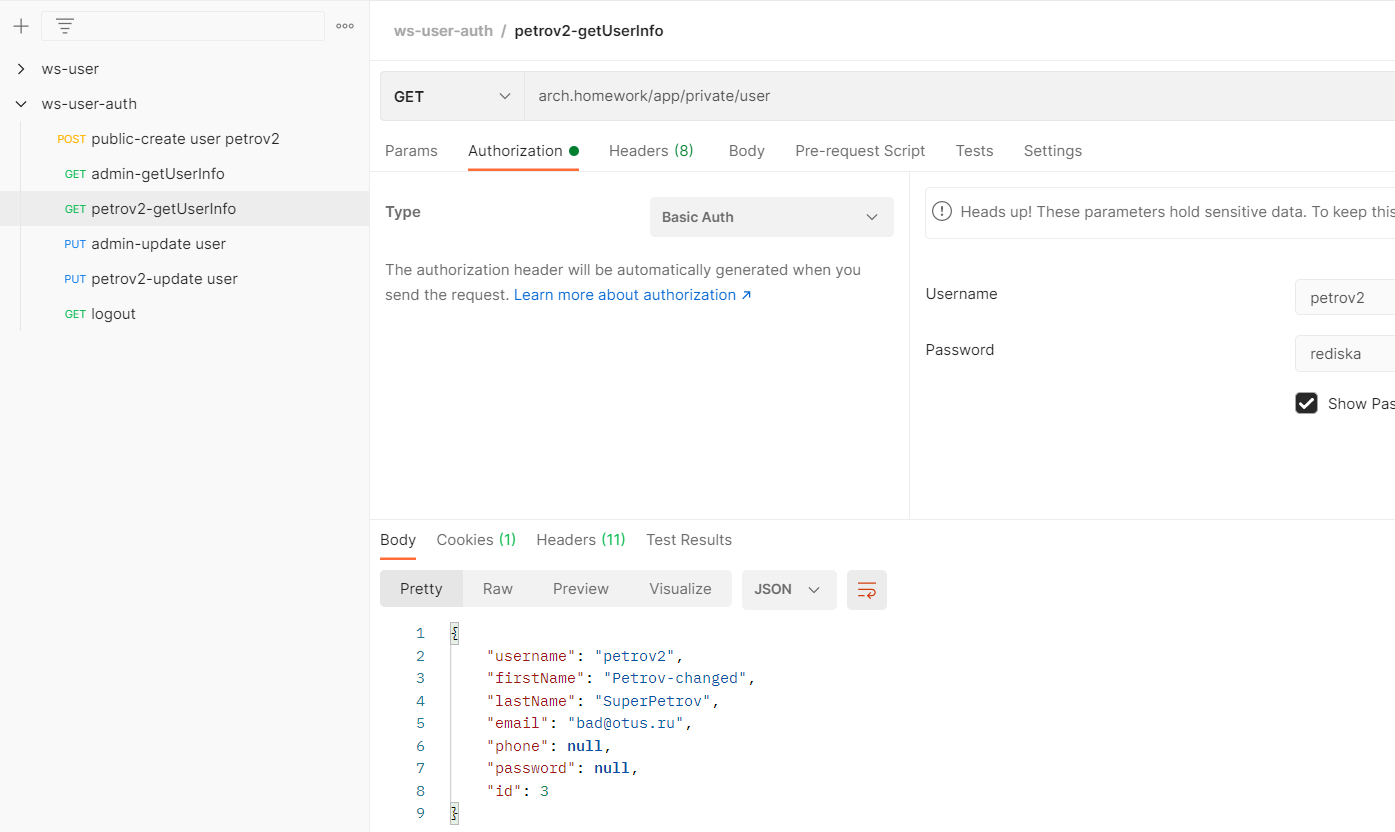 ws-user
ws-user-auth
POST public-create user petrov2
GET admin-getUserInfo
GET petrov2-getUserInfo
PUT admin-update user
PUT petrov2-update user
GET logout
ws-user-auth / petrov2-getUserInfo
GET arch.homework/app/private/user
Params Authorization Headers (8) Body Pre-request Script Tests Settings
Type Basic Auth
The authorization header will be automatically generated when you
send the request. Learn more about authorization ↗
Heads up! These parameters hold sensitive data. To keep this
Username petrov2
Password rediska
Show Pas
Body Cookies (1) Headers (11) Test Results
Pretty Raw Preview Visualize JSON
1 {
2 "username": "petrov2",
3 "firstName": "Petrov-changed",
4 "lastName": "SuperPetrov",
5 "email": "bad@otus.ru",
6 "phone": null,
7 "password": null,
8 "id": 3
9 }